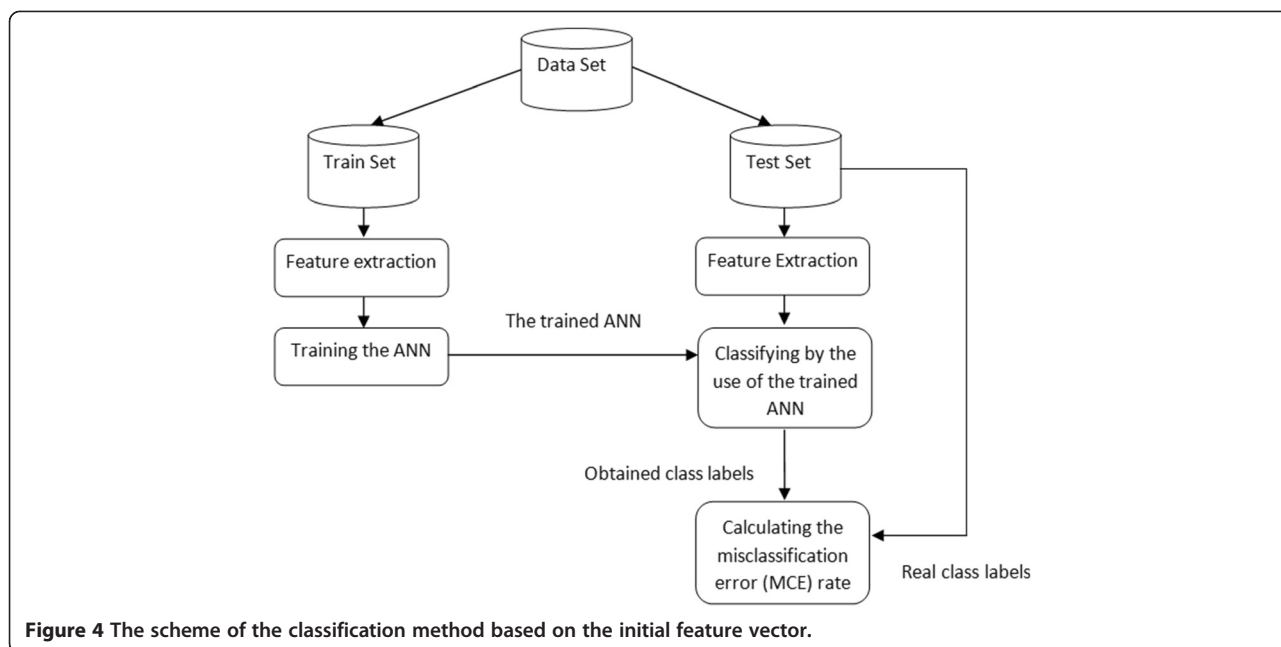 Data Set
Train Set
Test Set
Feature extraction
Feature Extraction
The trained ANN
Training the ANN
Classifying by the
use of the trained
ANN
Obtained class labels
Calculating the
misclassification
error (MCE) rate
Real class labels
Figure 4 The scheme of the classification method based on the initial feature vector.